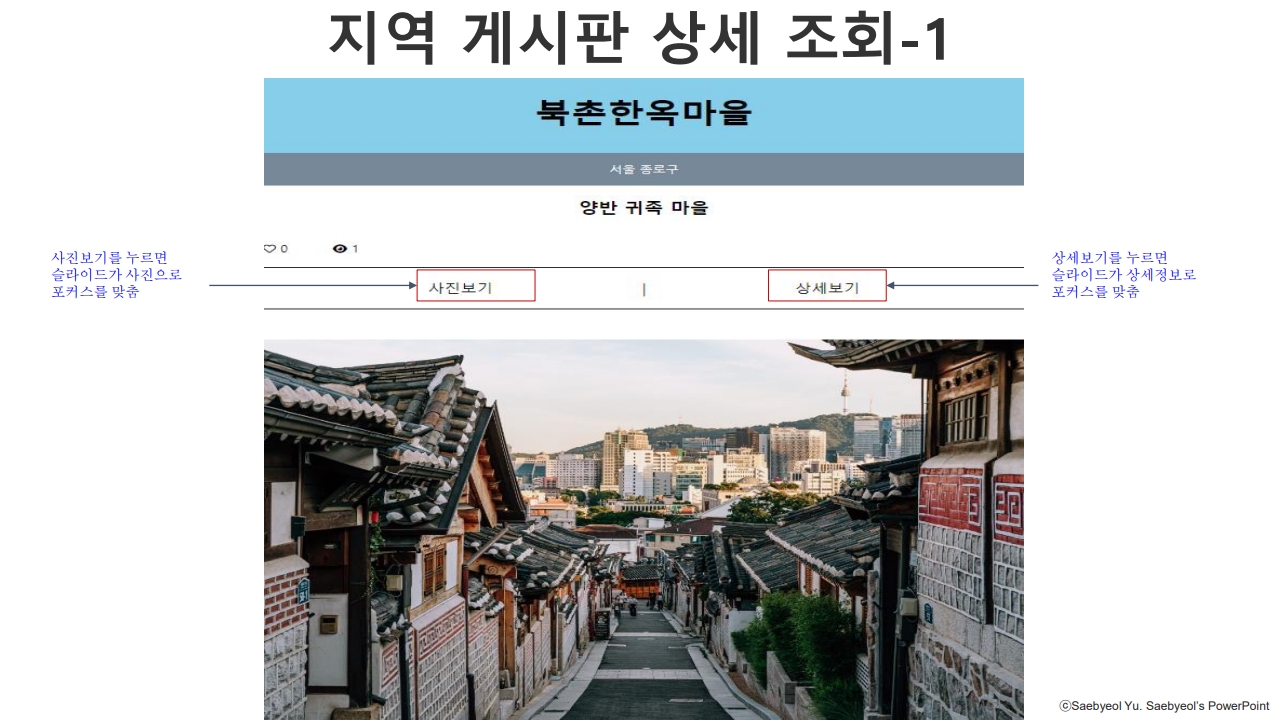 지역 게시판 상세 조회-1
북촌한옥마을
서울 종로구
양반 귀족 마을
0 1
사진보기를 누르면
슬라이드가 사진으로
포커스를 맞춤
사진보기 | 상세보기
상세보기를 누르면
슬라이드가 상세정보로
포커스를 맞춤
ⓒSaebyeol Yu. Saebyeol’s PowerPoint